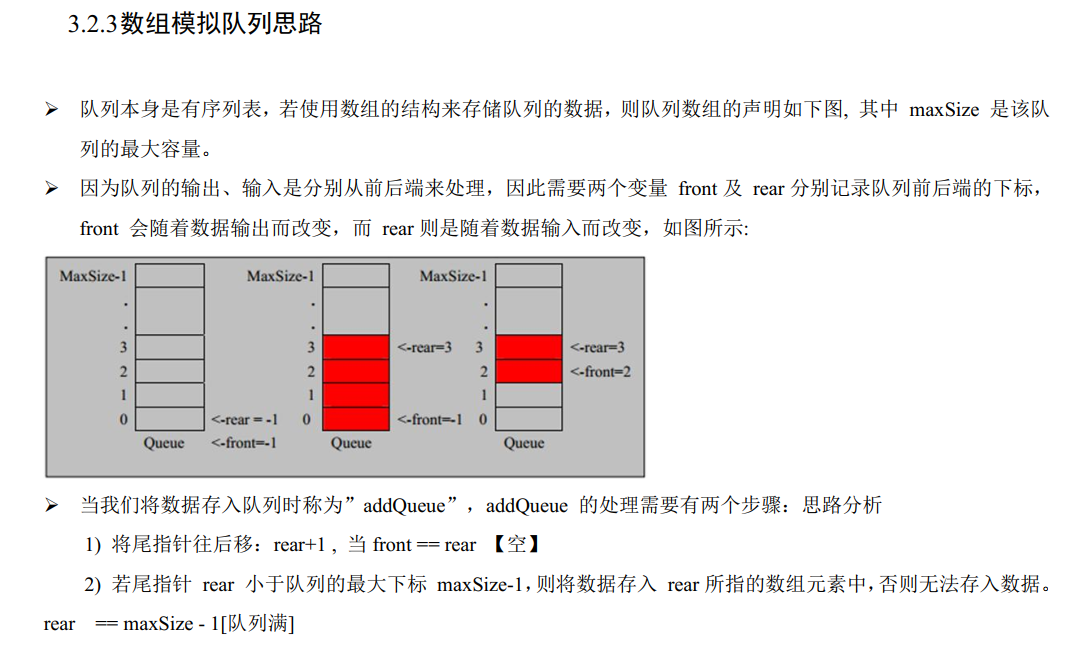 3.2.3数组模拟队列思路
➢ 队列本身是有序列表，若使用数组的结构来存储队列的数据，则队列数组的声明如下图, 其中 maxSize 是该队
列的最大容量。
➢ 因为队列的输出、输入是分别从前后端来处理，因此需要两个变量 front 及 rear 分别记录队列前后端的下标，
front 会随着数据输出而改变，而 rear 则是随着数据输入而改变，如图所示:
MaxSize-1 MaxSize-1 MaxSize-1
. . .
. . .
3 3 <-rear=3 3 <-rear=3
2 2 2 <-front=2
1 1 1
0 <-rear = -1 0 <-front=-1 0
Queue <-front=-1 Queue Queue
➢ 当我们将数据存入队列时称为”addQueue”，addQueue 的处理需要有两个步骤：思路分析
1) 将尾指针往后移：rear+1 , 当 front == rear 【空】
2) 若尾指针 rear 小于队列的最大下标 maxSize-1，则将数据存入 rear 所指的数组元素中，否则无法存入数据。
rear == maxSize - 1[队列满]